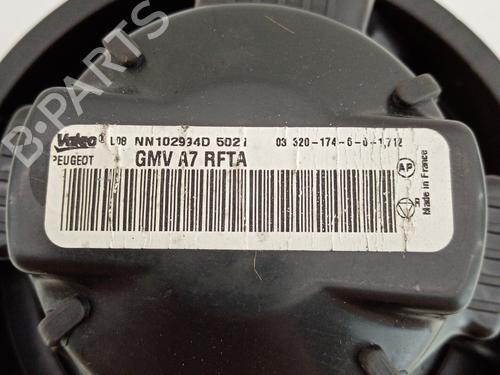 Valeo L08 NN102994D 5021 03 320-174-6-0-1,712
PEUGEOT GMV A7 RFTA
AP
R
Made in France
B-PARTS